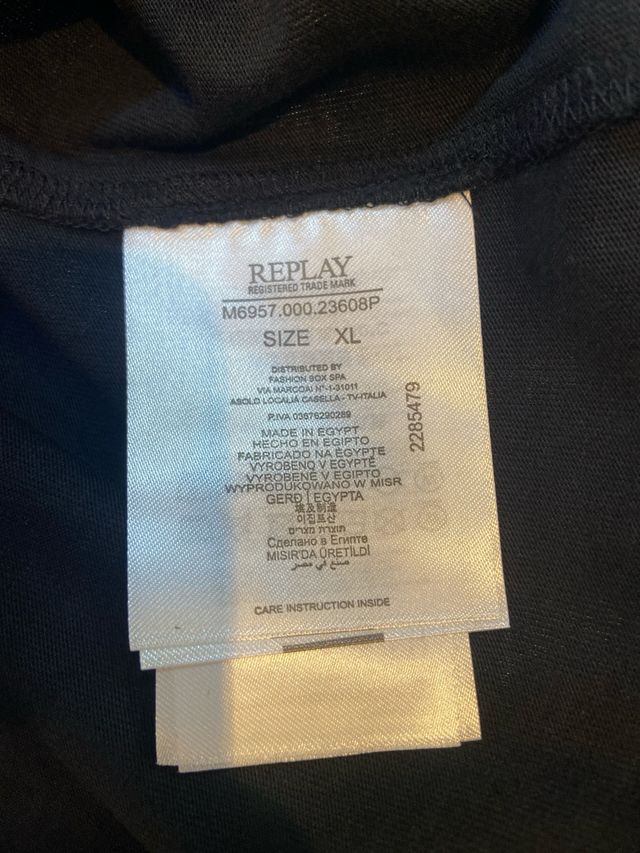 REPLAY
REGISTERED TRADE MARK
M6957.000.23608P
SIZE XL
DISTRIBUTED BY
FASHION BOX SPA
VIA MARCOAI N°-1-31011
ASOLO LOCALIA CASELLA - TV-ITALIA
P.IVA 03676290269
2285479
MADE IN EGYPT
HECHO EN EGIPTO
FABRICADO NA EGYPTE
VYROBENO V EGYPTĚ
VYROBENÉ V EGIPTO
WYPRODUKOWANO W MISR
GERÐ Í EGYPTA
埃及制造
이집트산
תוצרת מצרים
Сделано в Египте
MISIR'DA ÜRETİLDİ
صنع في مصر
CARE INSTRUCTION INSIDE